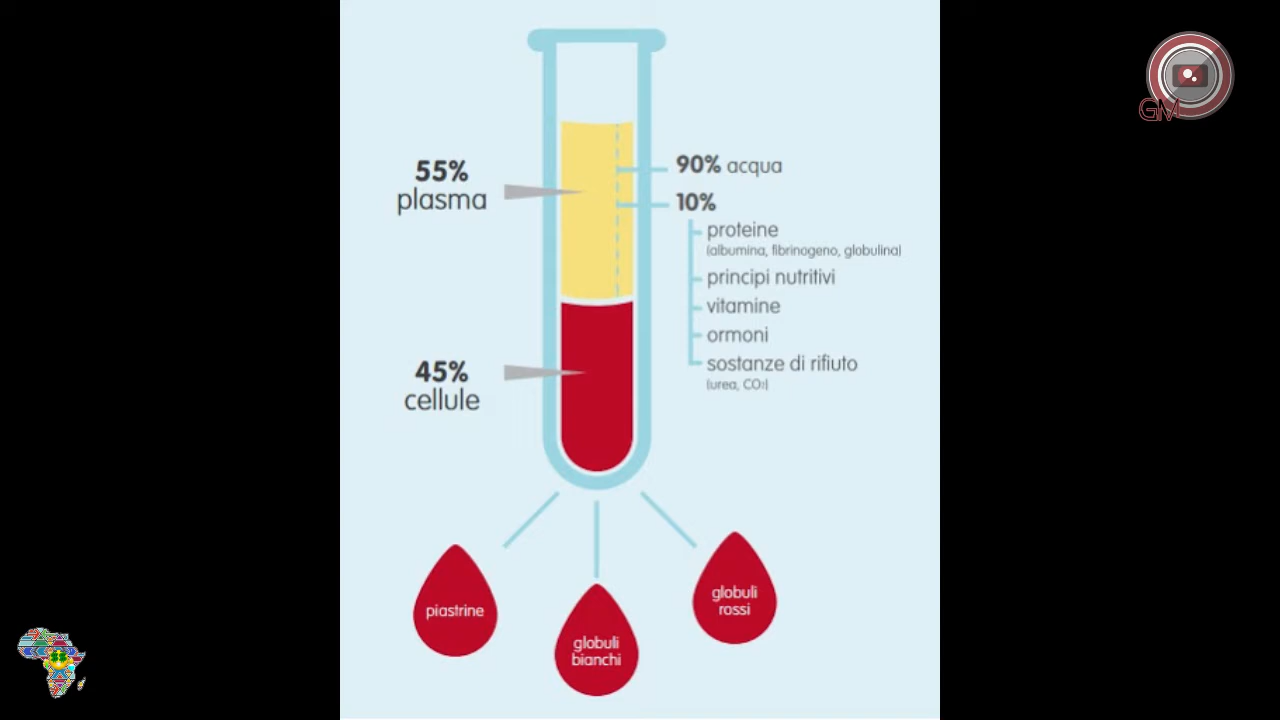 GM
55%
plasma
90% acqua
10%
proteine
(albumina, fibrinogeno, globulina)
principi nutritivi
vitamine
ormoni
sostanze di rifiuto
(urea, CO2)
45%
cellule
piastrine
globuli
bianchi
globuli
rossi